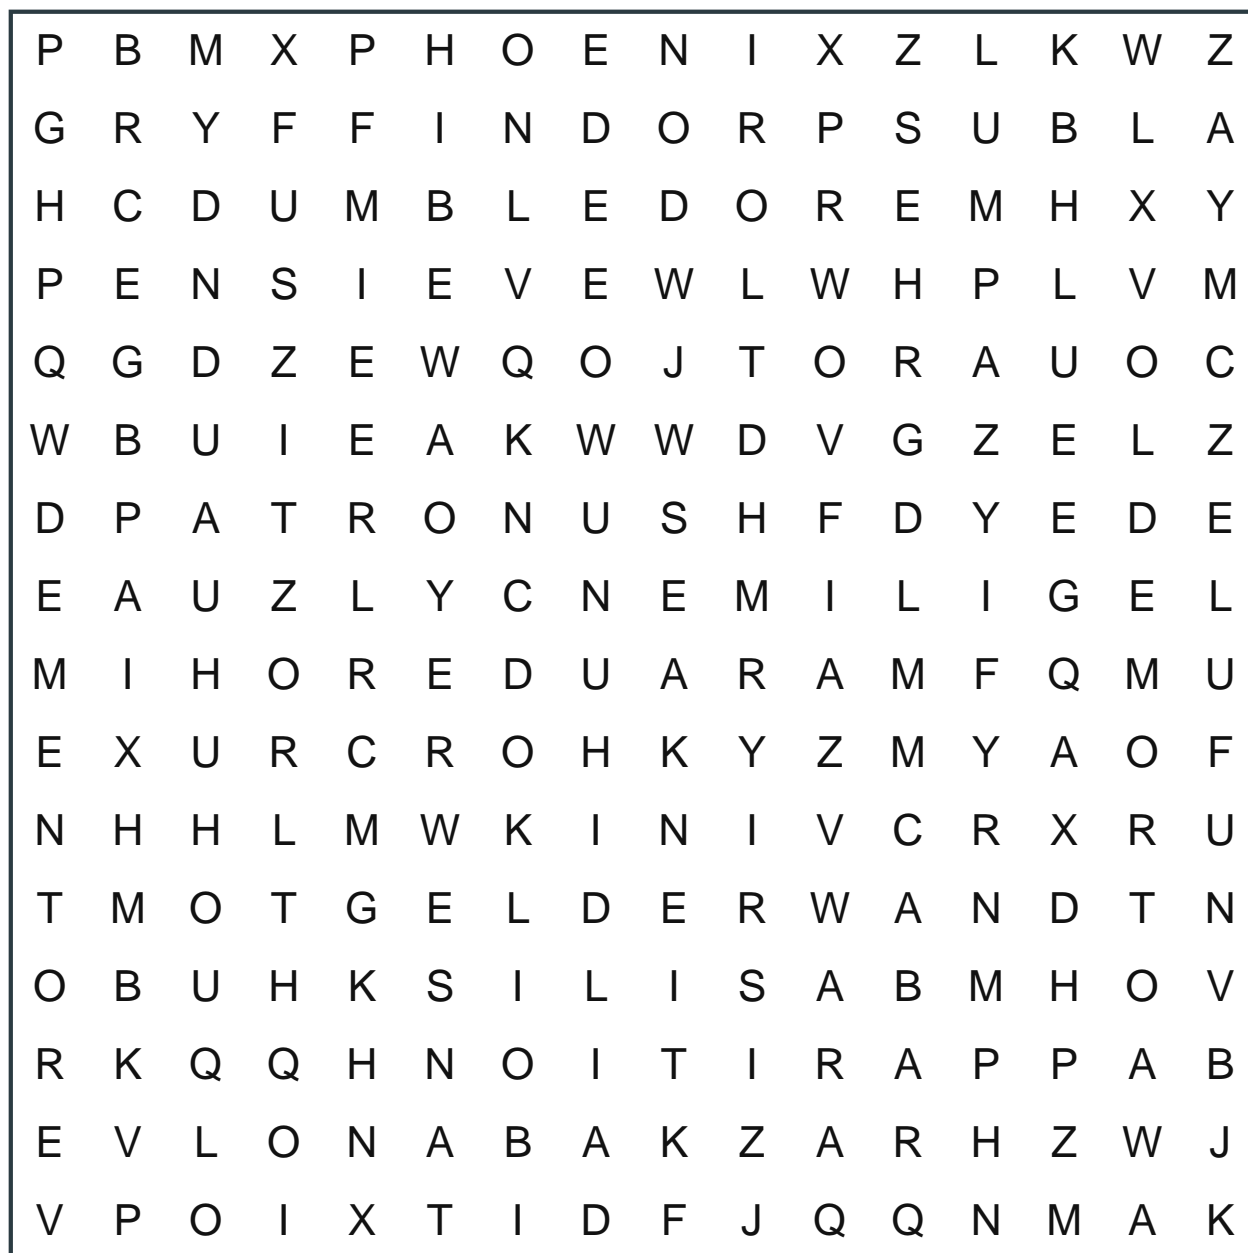 P B M X P H O E N I X Z L K W Z
G R Y F F I N D O R P S U B L A
H C D U M B L E D O R E M H X Y
P E N S I E V E W L W H P L V M
Q G D Z E W Q O J T O R A U O C
W B U I E A K W W D V G Z E L Z
D P A T R O N U S H F D Y E D E
E A U Z L Y C N E M I L I G E L
M I H O R E D U A R A M F Q M U
E X U R C R O H K Y Z M Y A O F
N H H L M W K I N I V C R X R U
T M O T G E L D E R W A N D T N
O B U H K S I L I S A B M H O V
R K Q Q H N O I T I R A P P A B
E V L O N A B A K Z A R H Z W J
V P O I X T I D F J Q Q N M A K